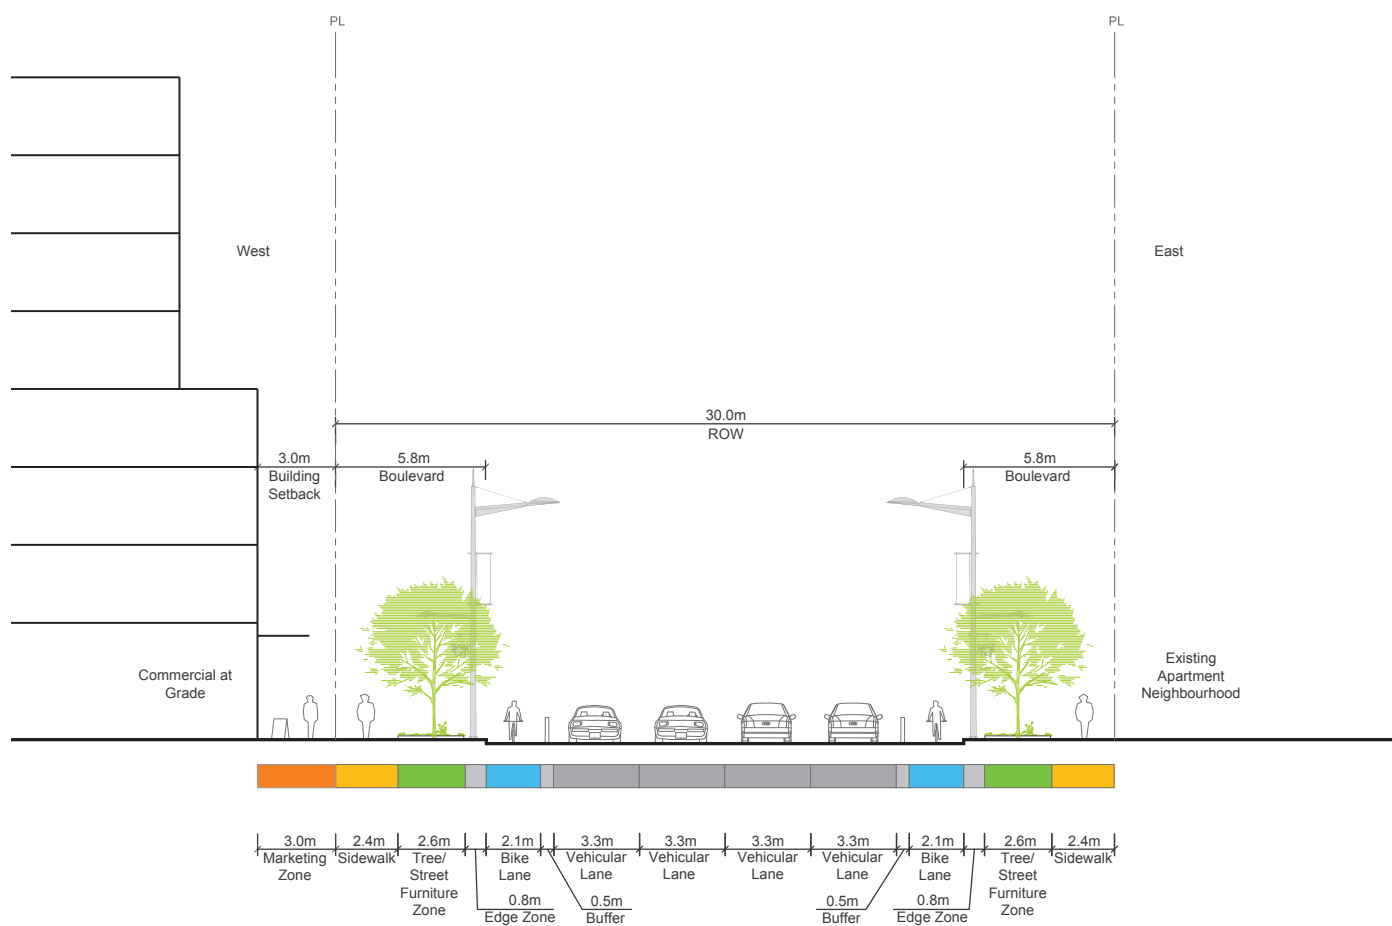 PL
PL
West
East
30.0m
ROW
3.0m
Building
Setback
5.8m
Boulevard
5.8m
Boulevard
Commercial at
Grade
Existing
Apartment
Neighbourhood
3.0m
Marketing
Zone
2.4m
Sidewalk
2.6m
Tree/
Street
Furniture
Zone
0.8m
Edge Zone
2.1m
Bike
Lane
0.5m
Buffer
3.3m
Vehicular
Lane
3.3m
Vehicular
Lane
3.3m
Vehicular
Lane
3.3m
Vehicular
Lane
0.5m
Buffer
2.1m
Bike
Lane
0.8m
Edge Zone
2.6m
Tree/
Street
Furniture
Zone
2.4m
Sidewalk